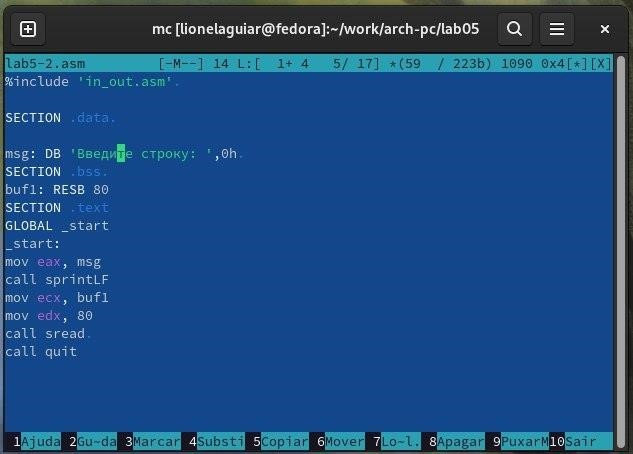 mc [lionelaguiar@fedora]:~/work/arch-pc/lab05
lab5-2.asm [-M--] 14 L:[ 1+ 4 5/ 17] *(59 / 223b) 1090 0x4[*][X]
%include 'in_out.asm'.
SECTION .data.
msg: DB 'Введите строку: ',0h.
SECTION .bss.
buf1: RESB 80
SECTION .text
GLOBAL _start
_start:
mov eax, msg
call sprintLF
mov ecx, buf1
mov edx, 80
call sread.
call quit
1Ajuda 2Gu~da 3Marcar 4Substi 5Copiar 6Mover 7Lo~l. 8Apagar 9PuxarM10Sair